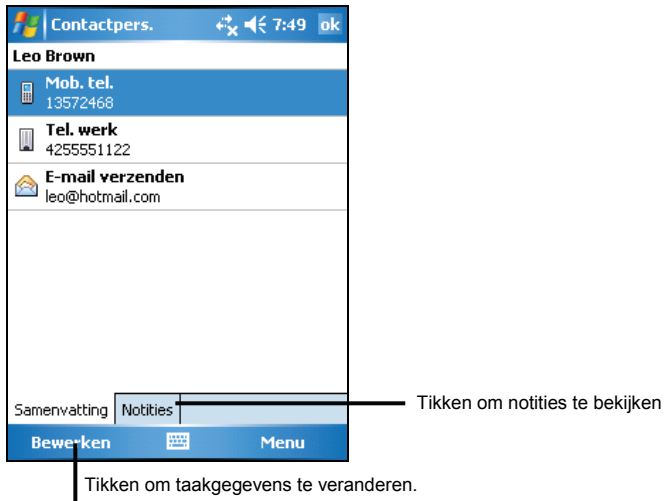 Contactpers. 7:49 ok
Leo Brown
Mob. tel.
13572468
Tel. werk
4255551122
E-mail verzenden
leo@hotmail.com
Samenvatting Notities
Tikken om notities te bekijken
Bewerken Menu
Tikken om taakgegevens te veranderen.